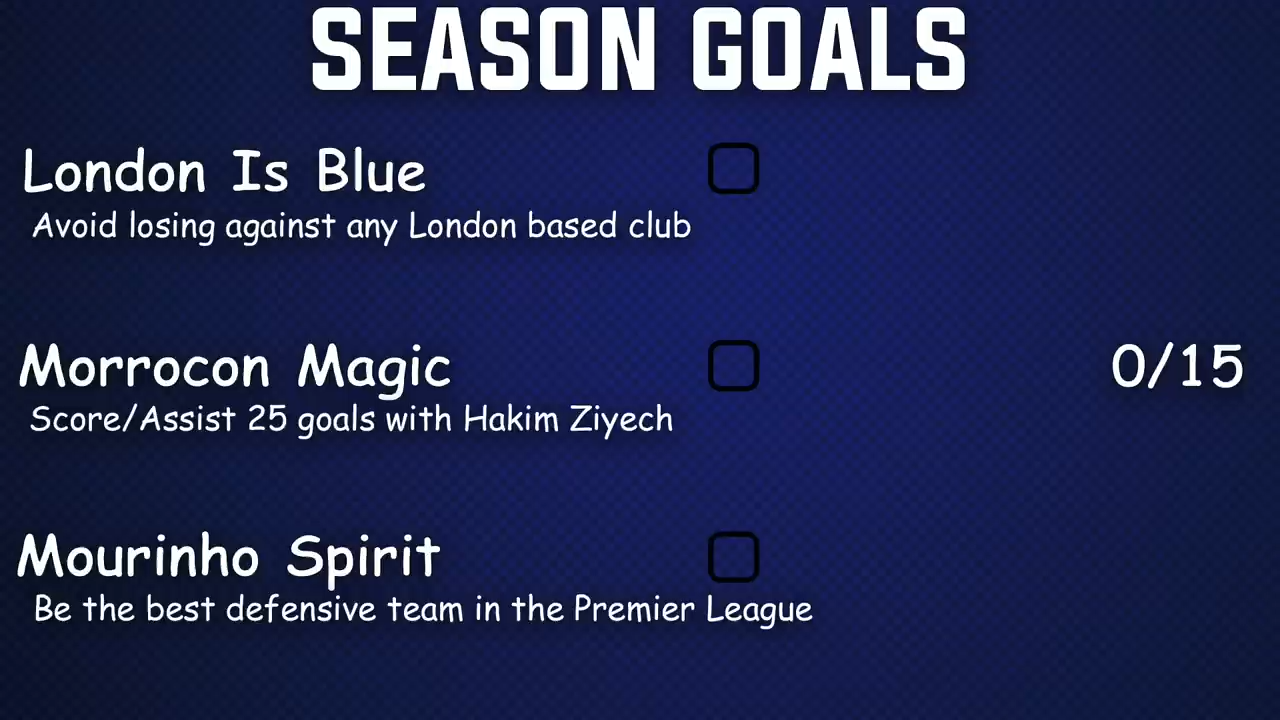 SEASON GOALS
London Is Blue
Avoid losing against any London based club
Morrocon Magic
0/15
Score/Assist 25 goals with Hakim Ziyech
Mourinho Spirit
Be the best defensive team in the Premier League